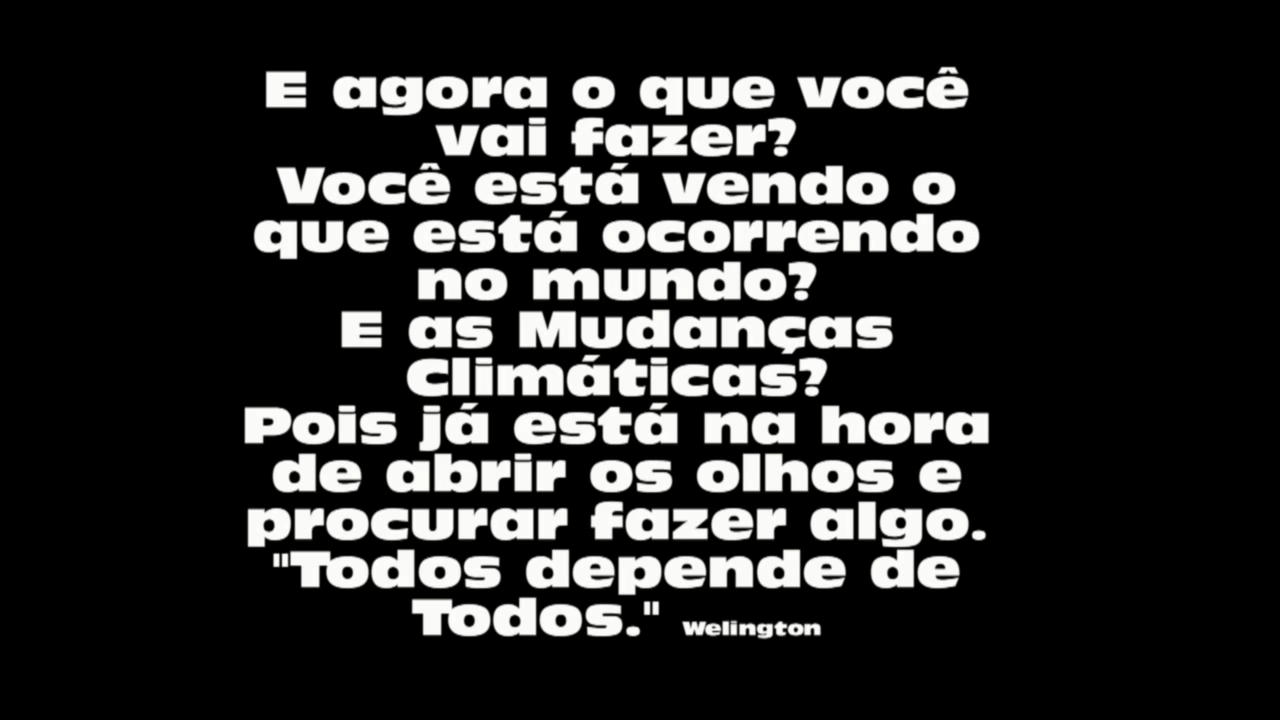 E agora o que você
vai fazer?
Você está vendo o
que está ocorrendo
no mundo?
E as Mudanças
Climáticas?
Pois já está na hora
de abrir os olhos e
procurar fazer algo.
"Todos depende de
Todos." Welington